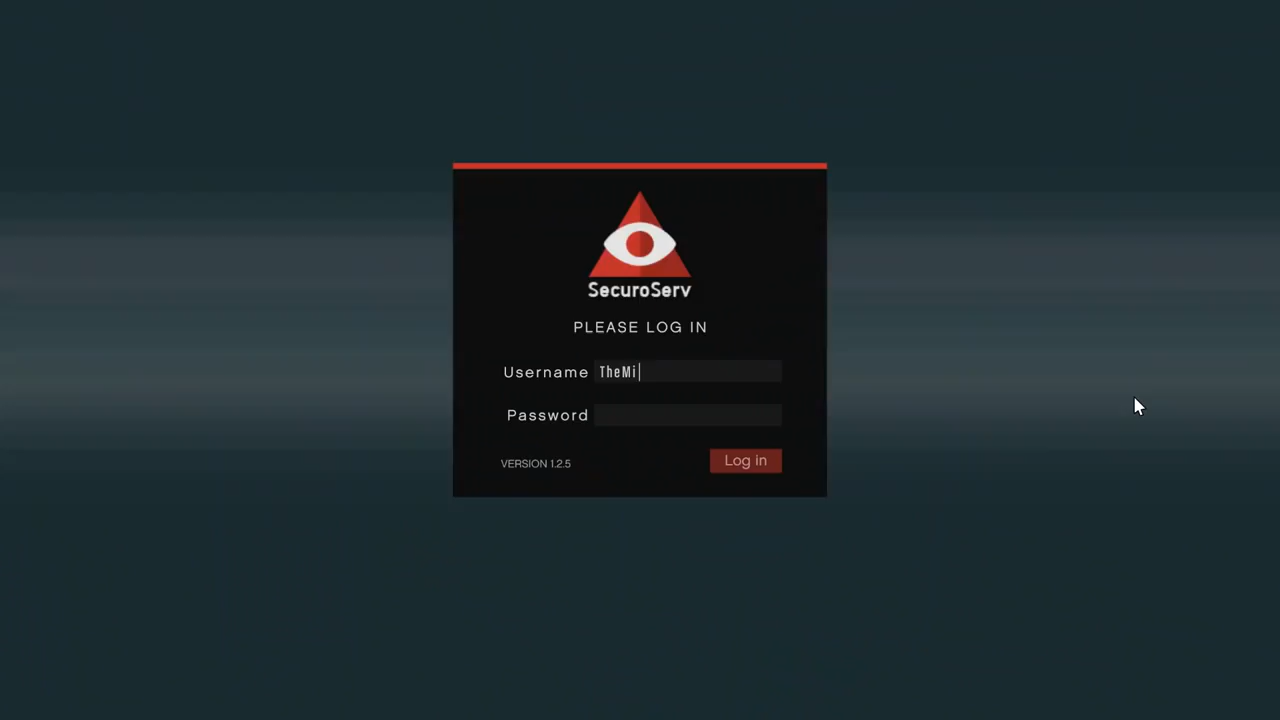 SecuroServ
PLEASE LOG IN
Username TheMi
Password
VERSION 1.2.5 Log in